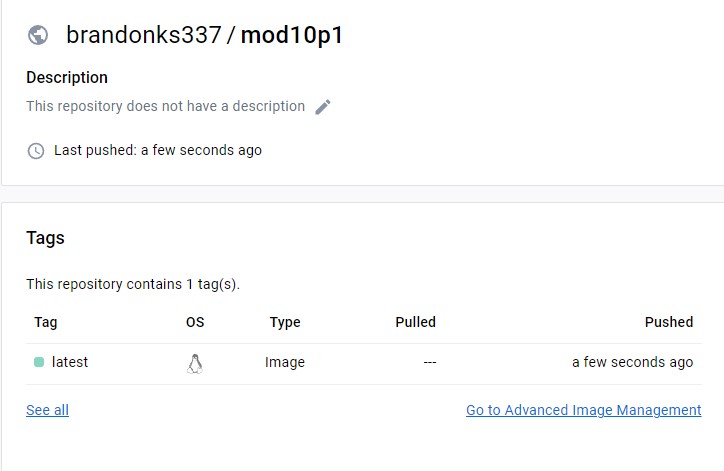 brandonks337 / mod10p1
Description
This repository does not have a description
Last pushed: a few seconds ago
Tags
This repository contains 1 tag(s).
Tag OS Type Pulled Pushed
latest Image --- a few seconds ago
See all Go to Advanced Image Management